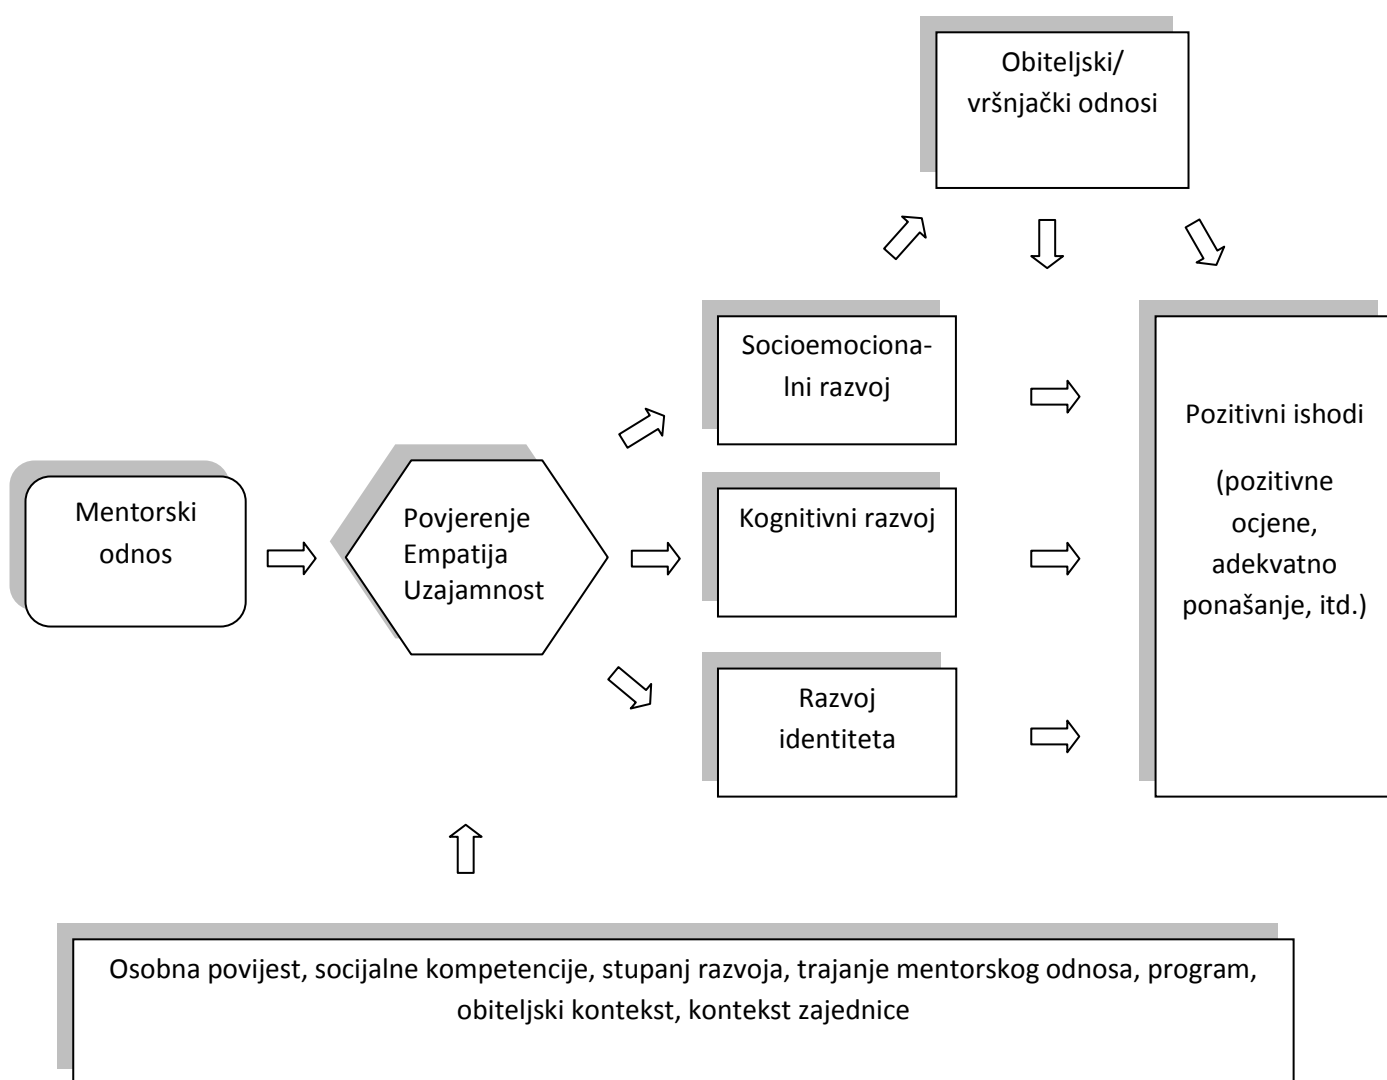 Obiteljski/
vršnjački odnosi
Socioemociona-
lni razvoj
Pozitivni ishodi
(pozitivne
ocjene,
adekvatno
ponašanje, itd.)
Mentorski
odnos
Povjerenje
Empatija
Uzajamnost
Kognitivni razvoj
Razvoj
identiteta
Osobna povijest, socijalne kompetencije, stupanj razvoja, trajanje mentorskog odnosa, program,
obiteljski kontekst, kontekst zajednice